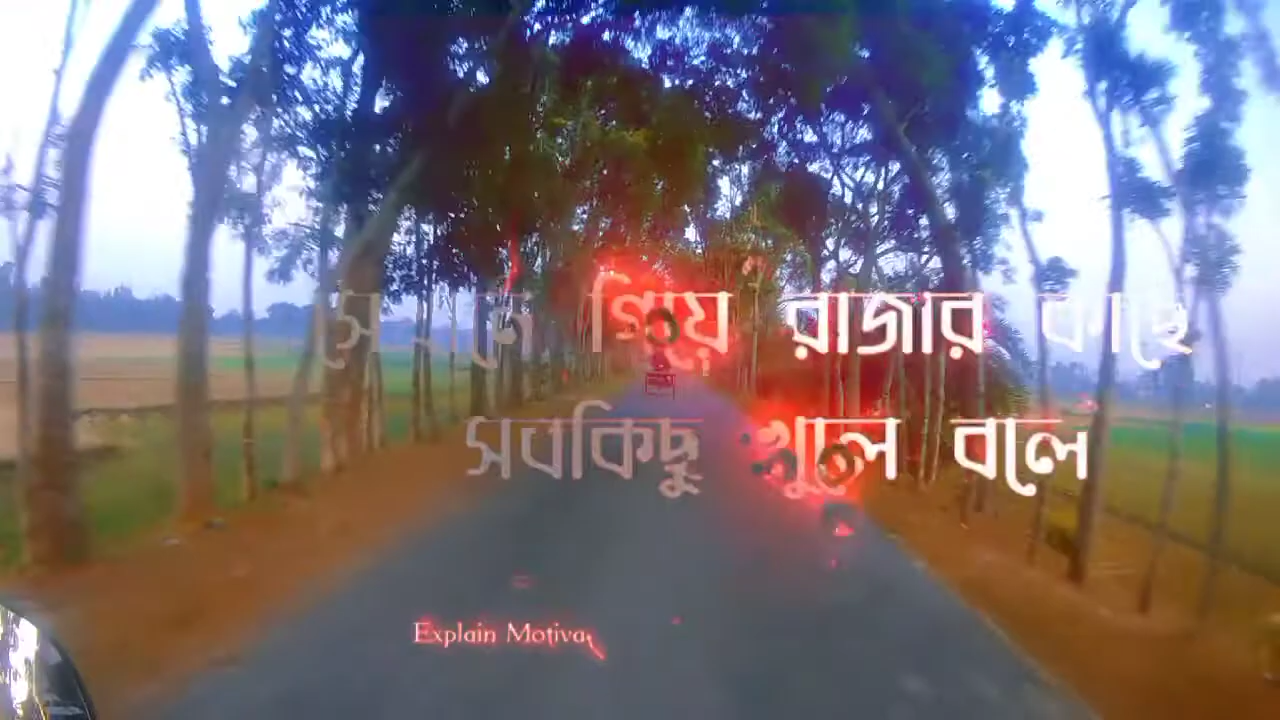 গিয়ে রাজার কাছে
সবকিছু খুলে বলে
Explain Motiva